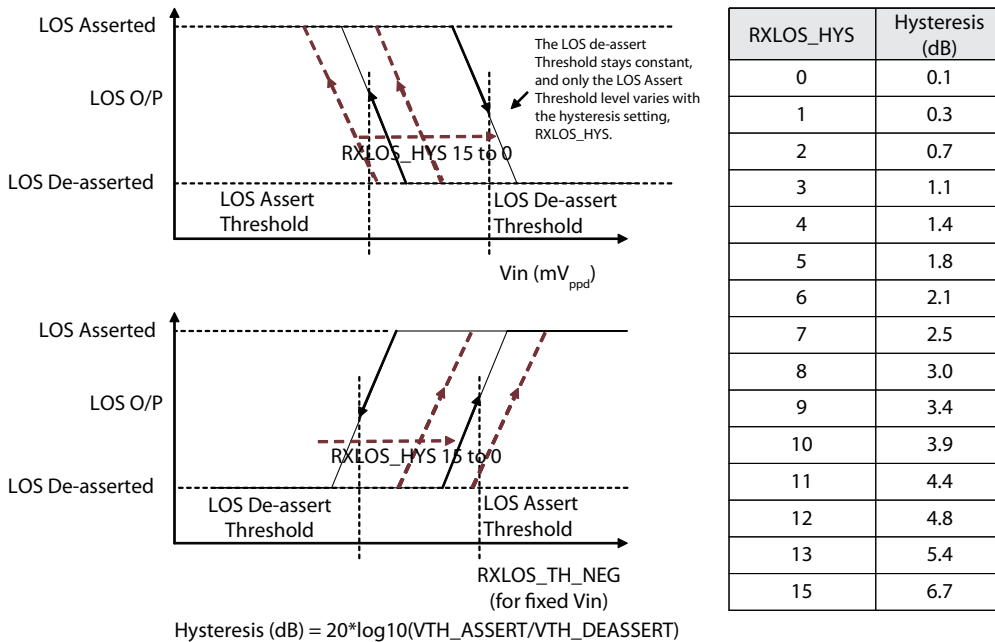 LOS Asserted
The LOS de-assert
Threshold stays constant,
and only the LOS Assert
Threshold level varies with
the hysteresis setting,
RXLOS_HYS.
LOS O/P
RXLOS_HYS 15 to 0
LOS De-asserted
LOS Assert
Threshold
LOS De-assert
Threshold
Vin (mVppd)
LOS Asserted
LOS O/P
RXLOS_HYS 15 to 0
LOS De-asserted
LOS De-assert
Threshold
LOS Assert
Threshold
RXLOS_TH_NEG
(for fixed Vin)
Hysteresis (dB) = 20*log10(VTH_ASSERT/VTH_DEASSERT)
RXLOS_HYS Hysteresis
(dB)
0 0.1
1 0.3
2 0.7
3 1.1
4 1.4
5 1.8
6 2.1
7 2.5
8 3.0
9 3.4
10 3.9
11 4.4
12 4.8
13 5.4
15 6.7